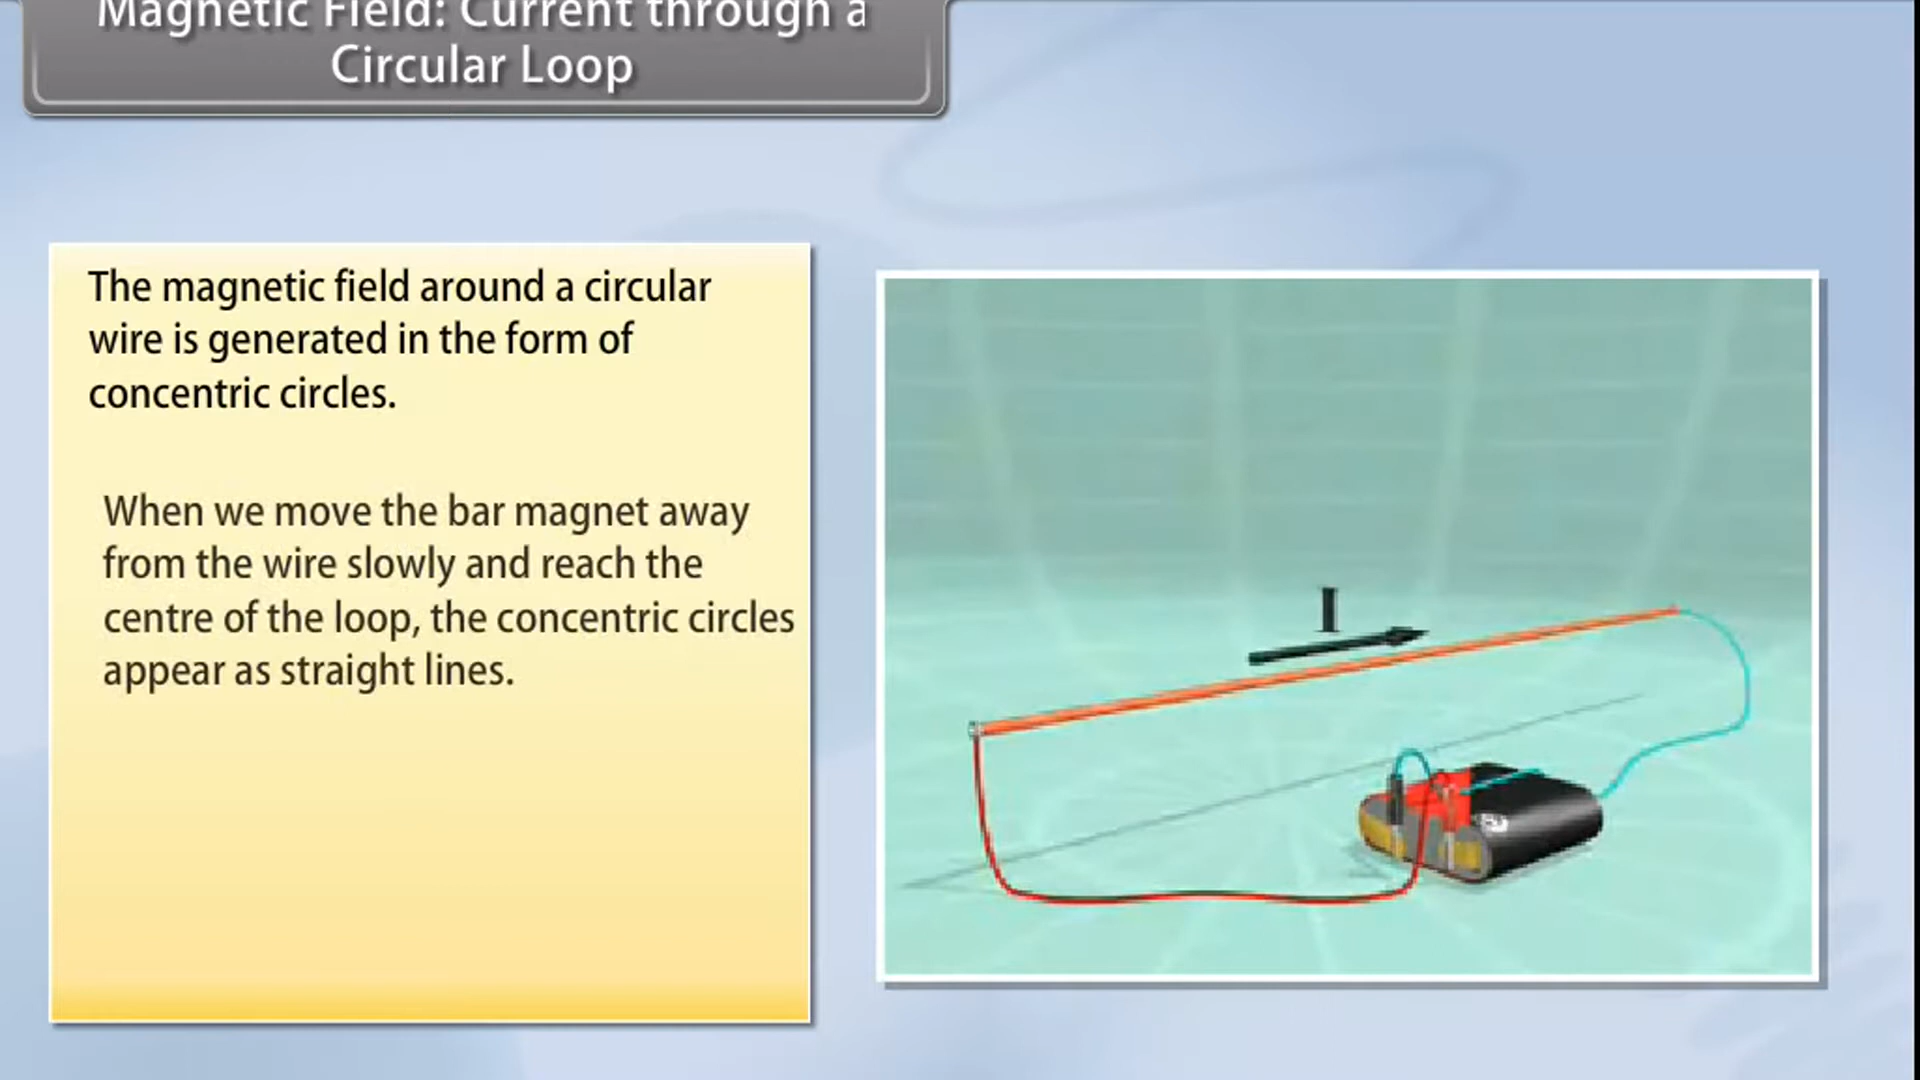 Magnetic Field: Current through a
Circular Loop
The magnetic field around a circular
wire is generated in the form of
concentric circles.
When we move the bar magnet away
from the wire slowly and reach the
centre of the loop, the concentric circles
appear as straight lines.
I